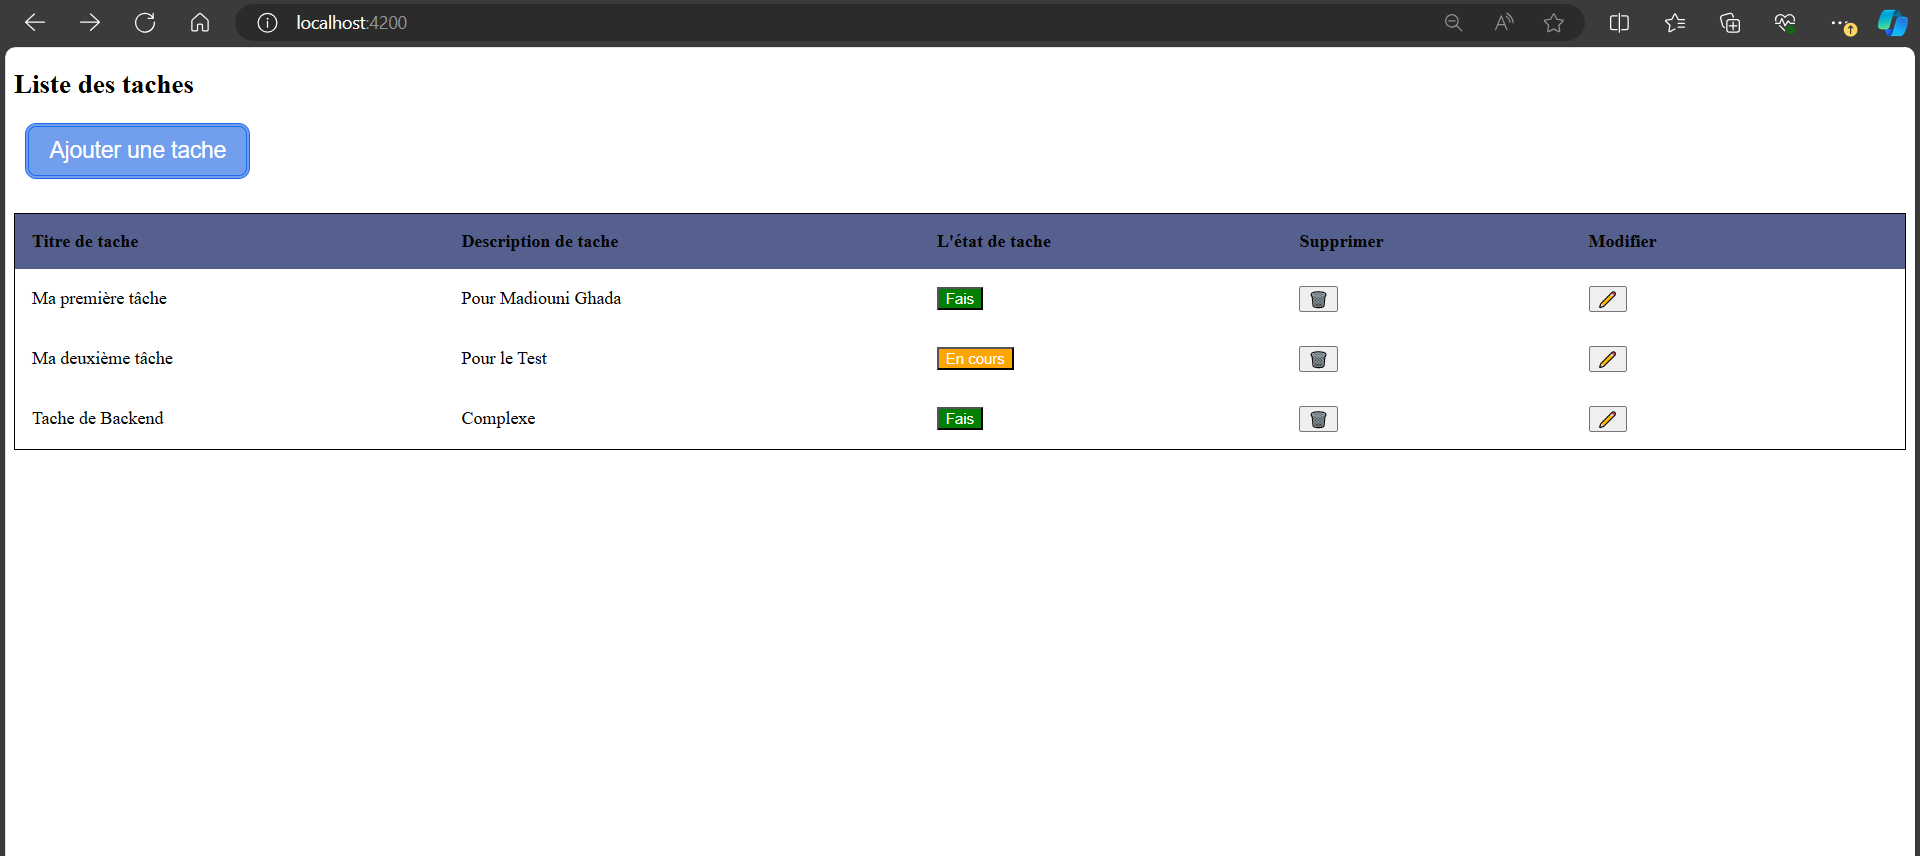 localhost:4200
Liste des taches
Ajouter une tache
Titre de tache Description de tache L'état de tache Supprimer Modifier
Ma première tâche Pour Madiouni Ghada Fais
Ma deuxième tâche Pour le Test En cours
Tache de Backend Complexe Fais